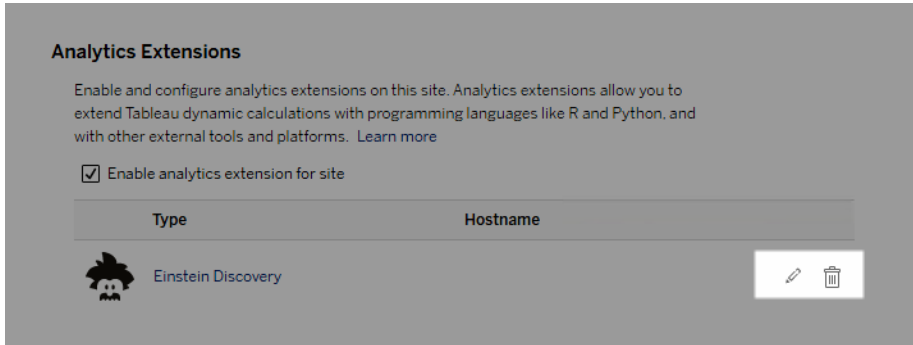 Analytics Extensions
Enable and configure analytics extensions on this site. Analytics extensions allow you to
extend Tableau dynamic calculations with programming languages like R and Python, and
with other external tools and platforms. Learn more
Enable analytics extension for site
Type Hostname
Einstein Discovery